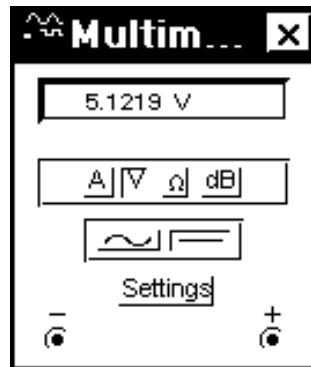 Multim...
5.1219 V
A V Ω dB
Settings
- +